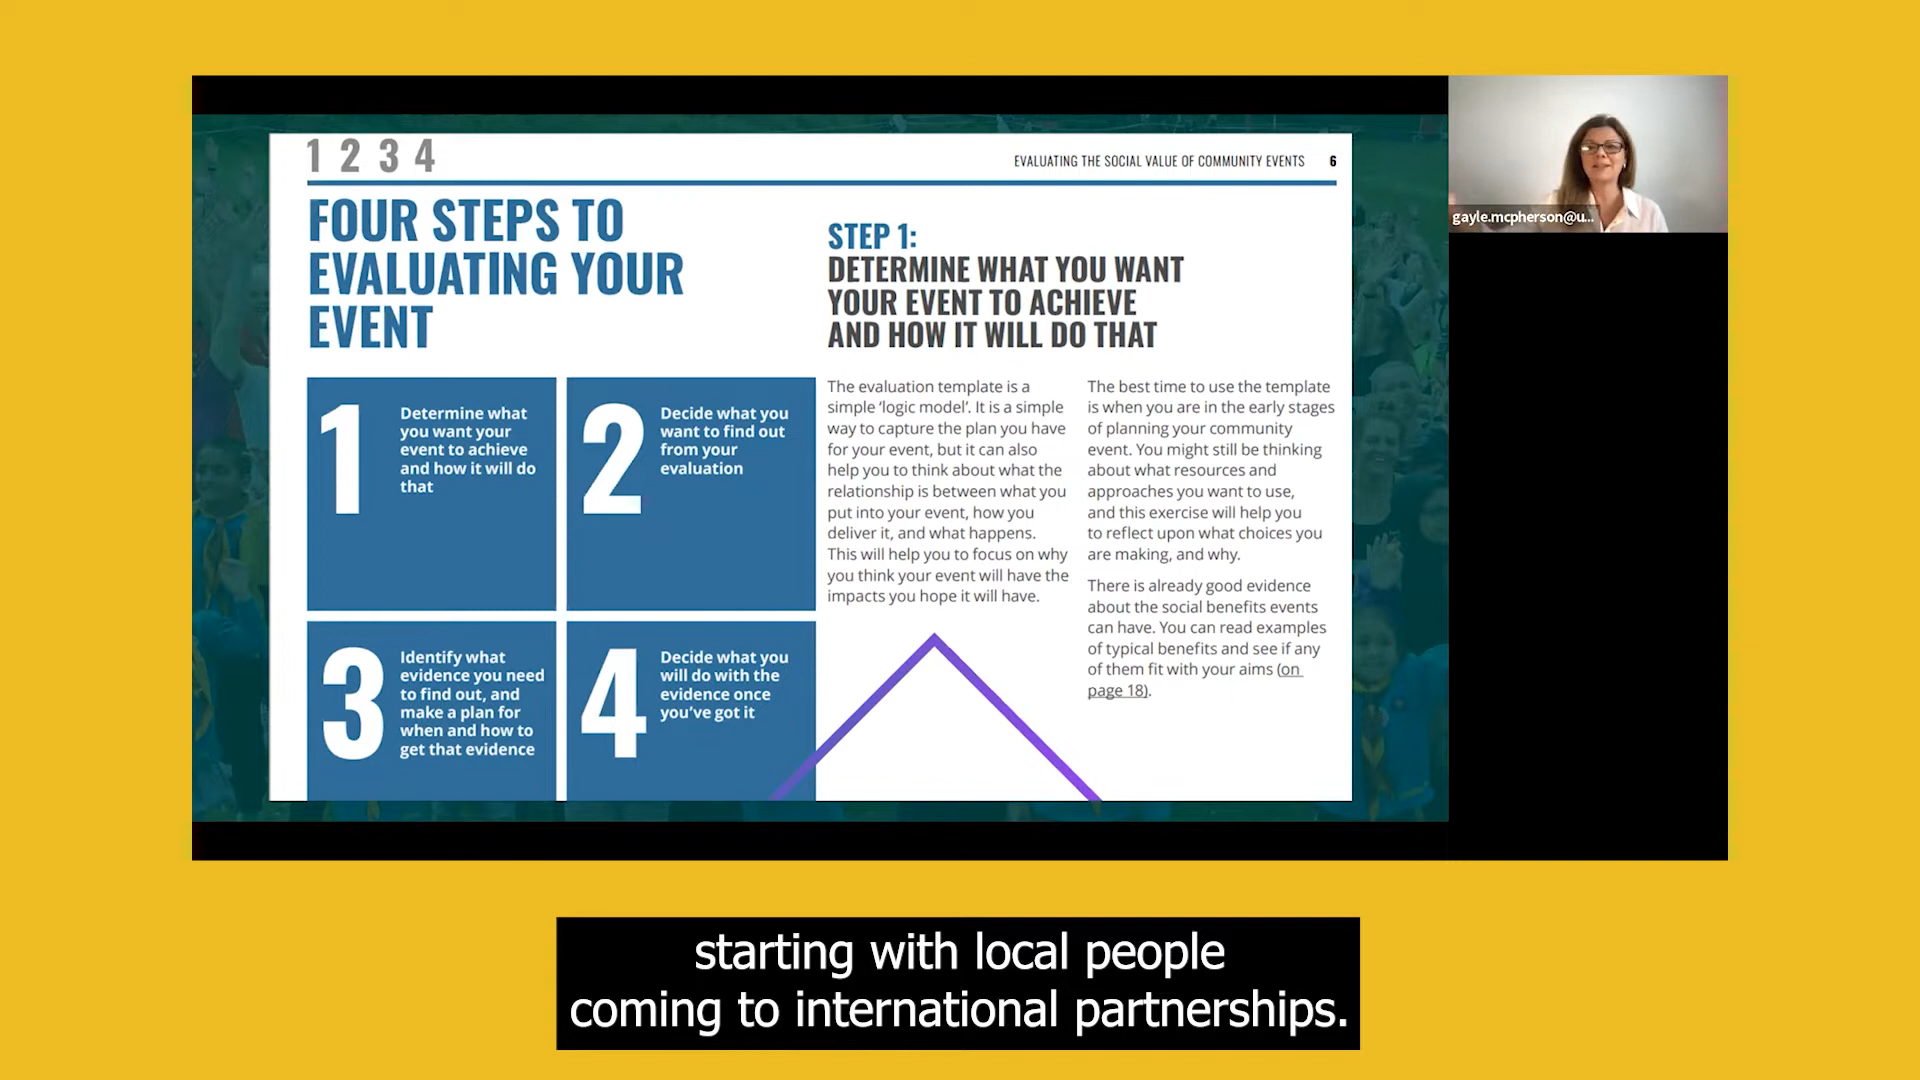 1 2 3 4
EVALUATING THE SOCIAL VALUE OF COMMUNITY EVENTS 6
FOUR STEPS TO
EVALUATING YOUR
EVENT
1
Determine what
you want your
event to achieve
and how it will do
that
2
Decide what you
want to find out
from your
evaluation
3
Identify what
evidence you need
to find out, and
make a plan for
when and how to
get that evidence
4
Decide what you
will do with the
evidence once
you've got it
STEP 1:
DETERMINE WHAT YOU WANT
YOUR EVENT TO ACHIEVE
AND HOW IT WILL DO THAT
The evaluation template is a
simple ‘logic model’. It is a simple
way to capture the plan you have
for your event, but it can also
help you to think about what the
relationship is between what you
put into your event, how you
deliver it, and what happens.
This will help you to focus on why
you think your event will have the
impacts you hope it will have.
The best time to use the template
is when you are in the early stages
of planning your community
event. You might still be thinking
about what resources and
approaches you want to use,
and this exercise will help you
to reflect upon what choices you
are making, and why.
There is already good evidence
about the social benefits events
can have. You can read examples
of typical benefits and see if any
of them fit with your aims (on
page 18).
gayle.mcpherson@u...
starting with local people
coming to international partnerships.